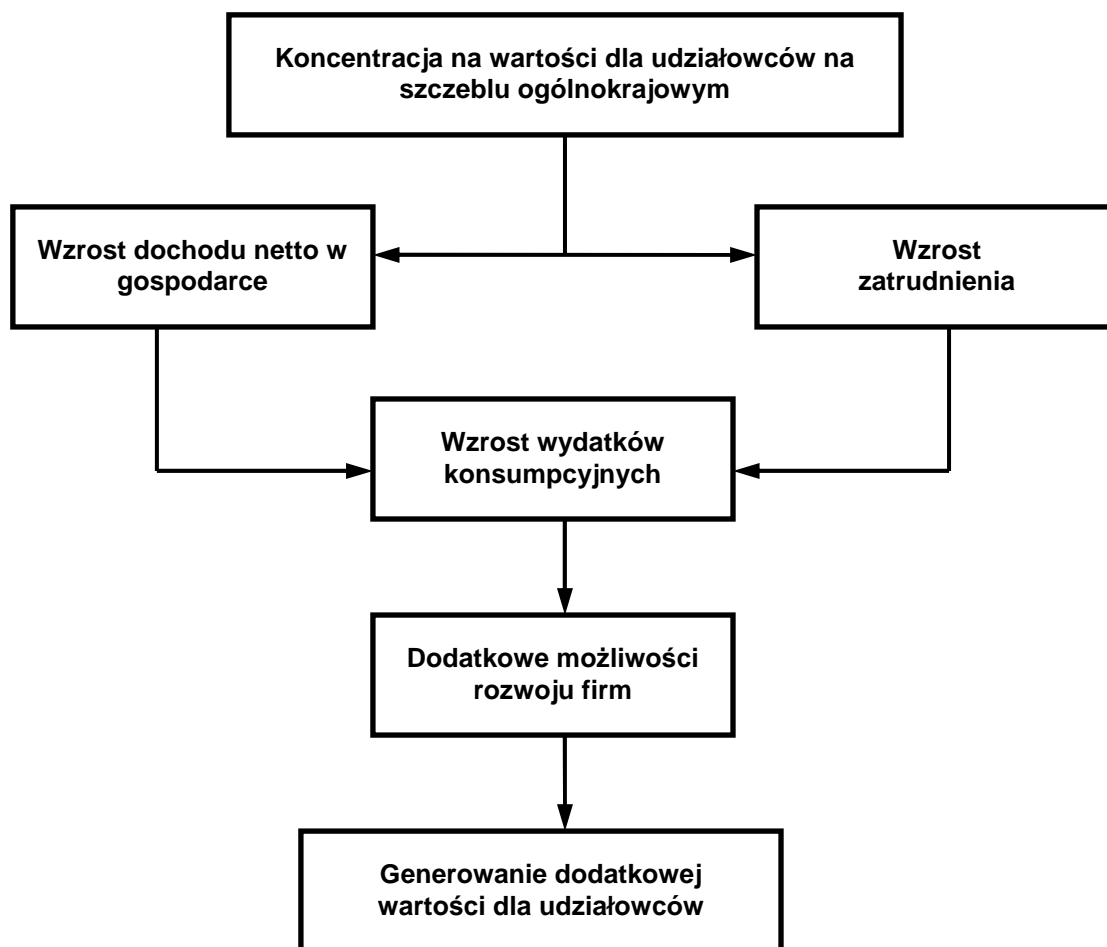 Koncentracja na wartości dla udziałowców na
szczeblu ogólnokrajowym
Wzrost dochodu netto w
gospodarce
Wzrost
zatrudnienia
Wzrost wydatków
konsumpcyjnych
Dodatkowe możliwości
rozwoju firm
Generowanie dodatkowej
wartości dla udziałowców